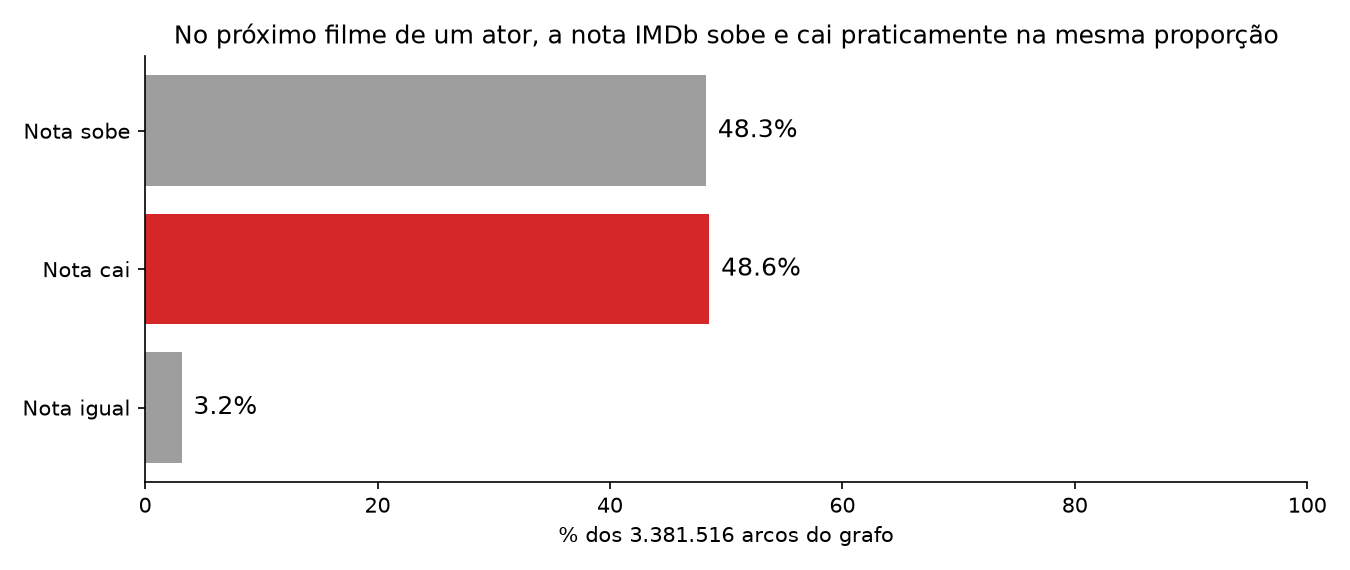 No próximo filme de um ator, a nota IMDb sobe e cai praticamente na mesma proporção
Nota sobe
48.3%
Nota cai
48.6%
Nota igual
3.2%
0 20 40 60 80 100
% dos 3.381.516 arcos do grafo